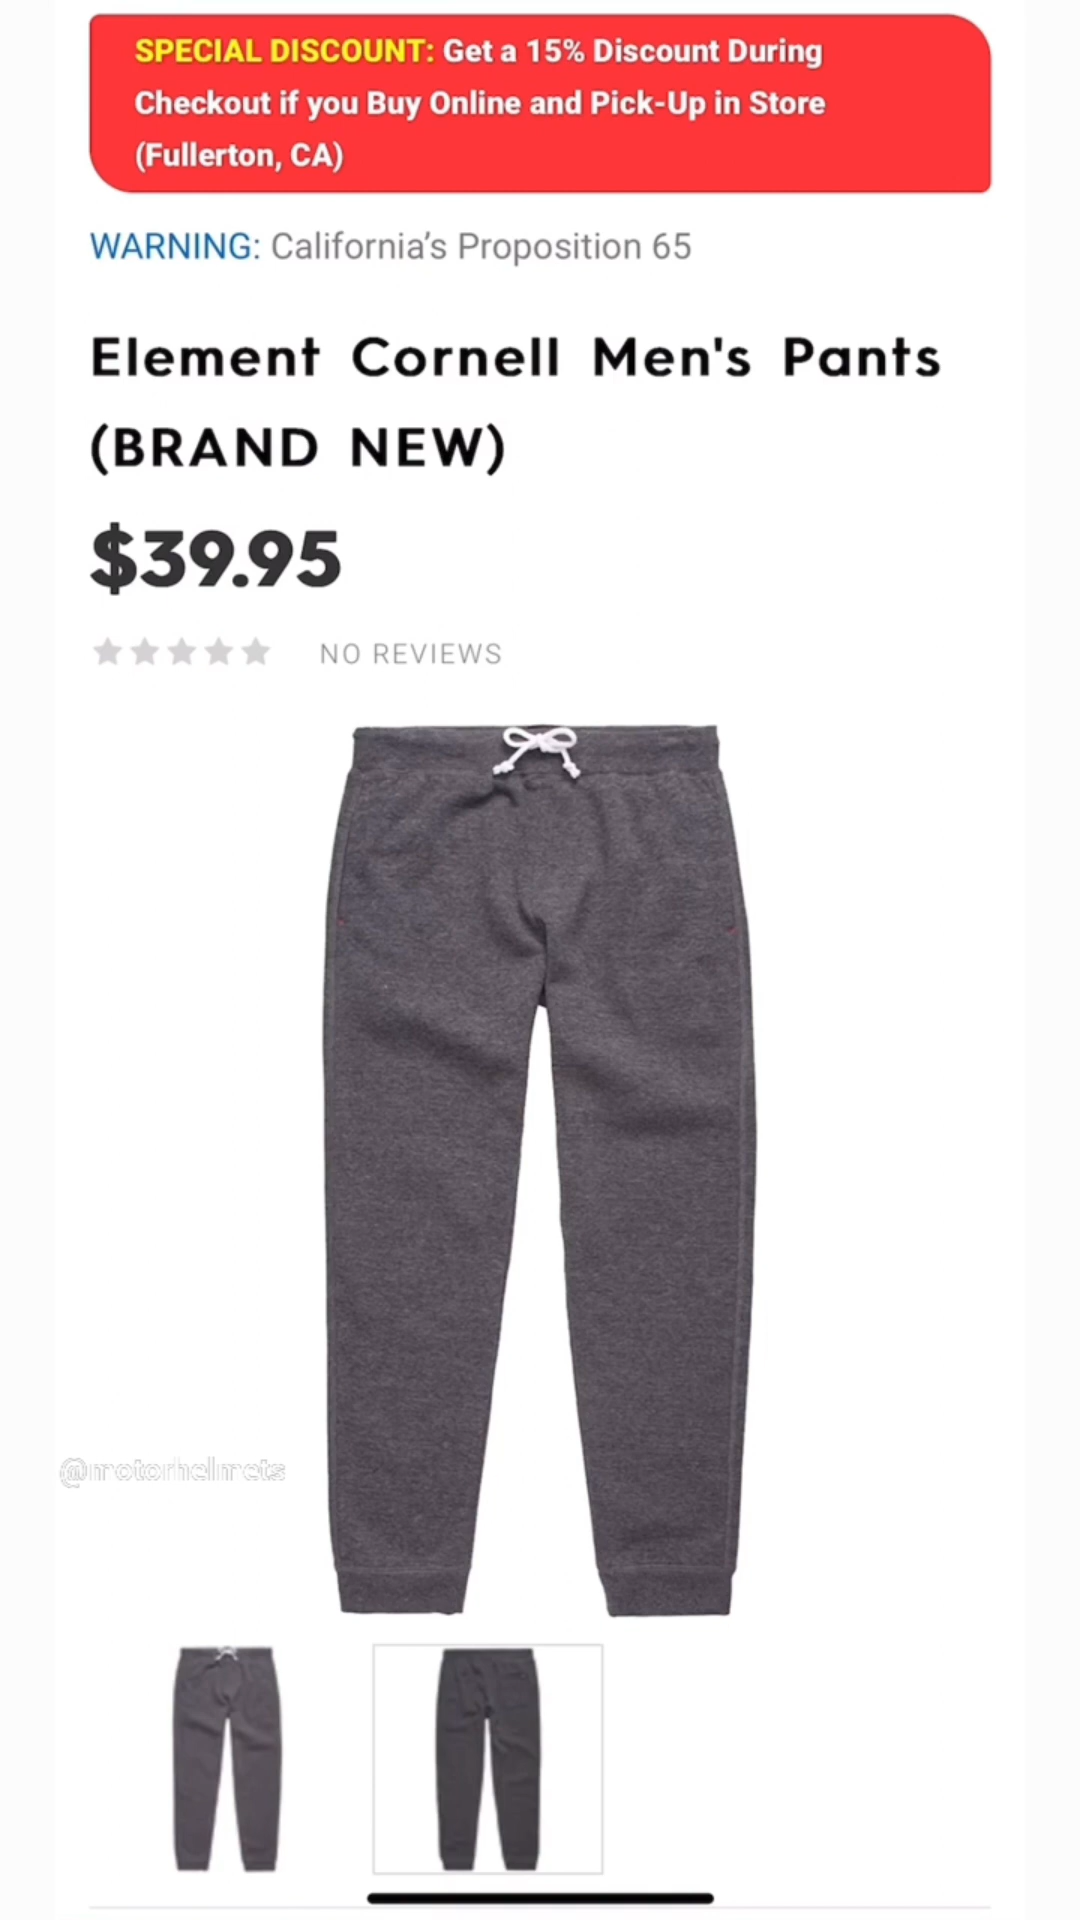 SPECIAL DISCOUNT: Get a 15% Discount During
Checkout if you Buy Online and Pick-Up in Store
(Fullerton, CA)
WARNING: California's Proposition 65
Element Cornell Men's Pants
(BRAND NEW)
$39.95
NO REVIEWS
@motorhelmets